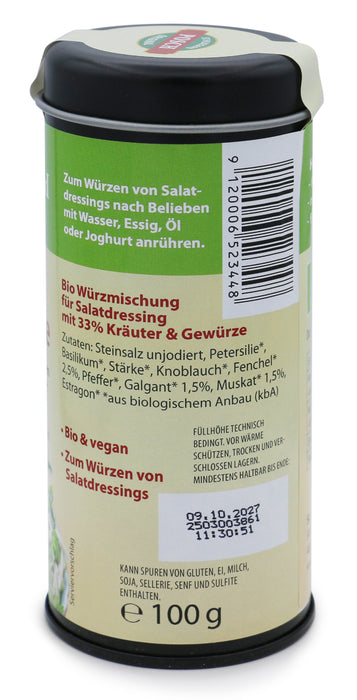 POSCH
Zum Würzen von Salat-
dressings nach Belieben
mit Wasser, Essig, Öl
oder Joghurt anrühren.
9 120006 523448
Bio Würzmischung
für Salatdressing
mit 33% Kräuter & Gewürze
Zutaten: Steinsalz unjodiert, Petersilie*,
Basilikum*, Stärke*, Knoblauch*, Fenchel*
2,5%, Pfeffer*, Galgant* 1,5%, Muskat* 1,5%,
Estragon* *aus biologischem Anbau (kbA)
• Bio & vegan
• Zum Würzen von
Salatdressings
FÜLLHÖHE TECHNISCH
BEDINGT. VOR WÄRME
SCHÜTZEN, TROCKEN UND VER-
SCHLOSSEN LAGERN.
MINDESTENS HALTBAR BIS ENDE:
09.10.2027
2503003861
11:30:51
Serviervorschlag
KANN SPUREN VON GLUTEN, EI, MILCH,
SOJA, SELLERIE, SENF UND SULFITE
ENTHALTEN.
℮ 100 g